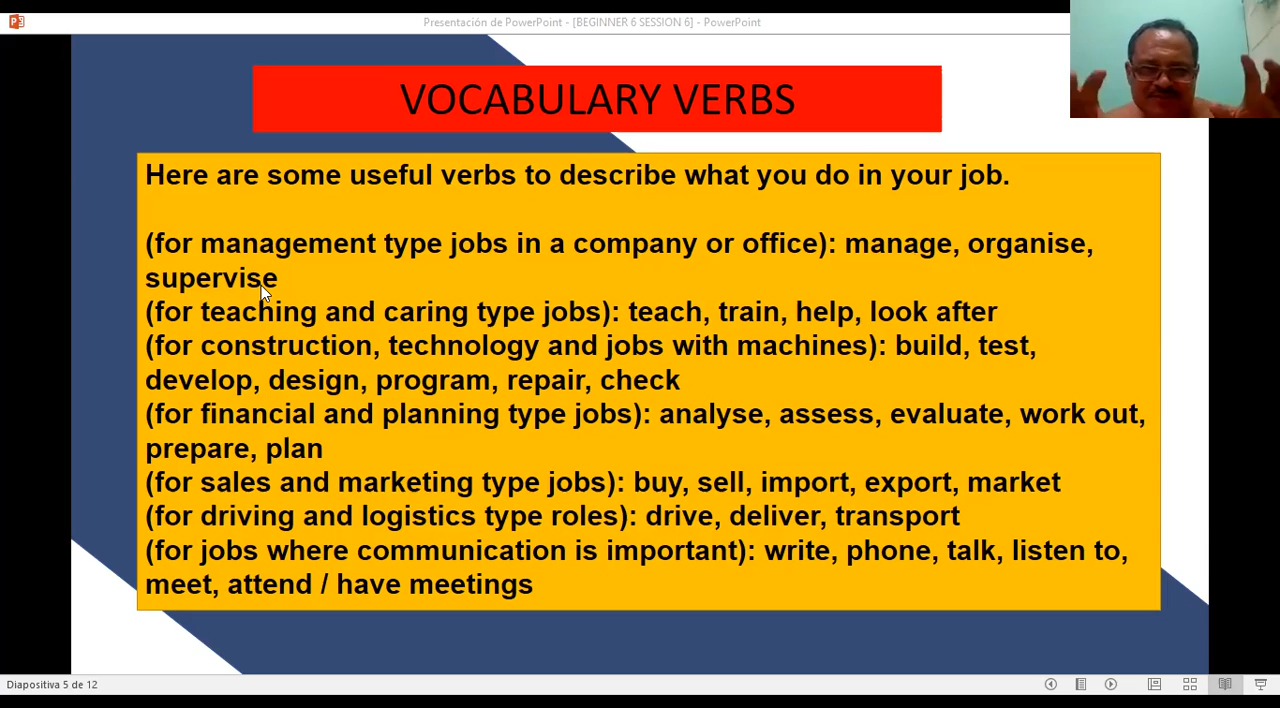 Presentación de PowerPoint - [BEGINNER 6 SESSION 6] - PowerPoint
VOCABULARY VERBS
Here are some useful verbs to describe what you do in your job.
(for management type jobs in a company or office): manage, organise,
supervise
(for teaching and caring type jobs): teach, train, help, look after
(for construction, technology and jobs with machines): build, test,
develop, design, program, repair, check
(for financial and planning type jobs): analyse, assess, evaluate, work out,
prepare, plan
(for sales and marketing type jobs): buy, sell, import, export, market
(for driving and logistics type roles): drive, deliver, transport
(for jobs where communication is important): write, phone, talk, listen to,
meet, attend / have meetings
Diapositiva 5 de 12